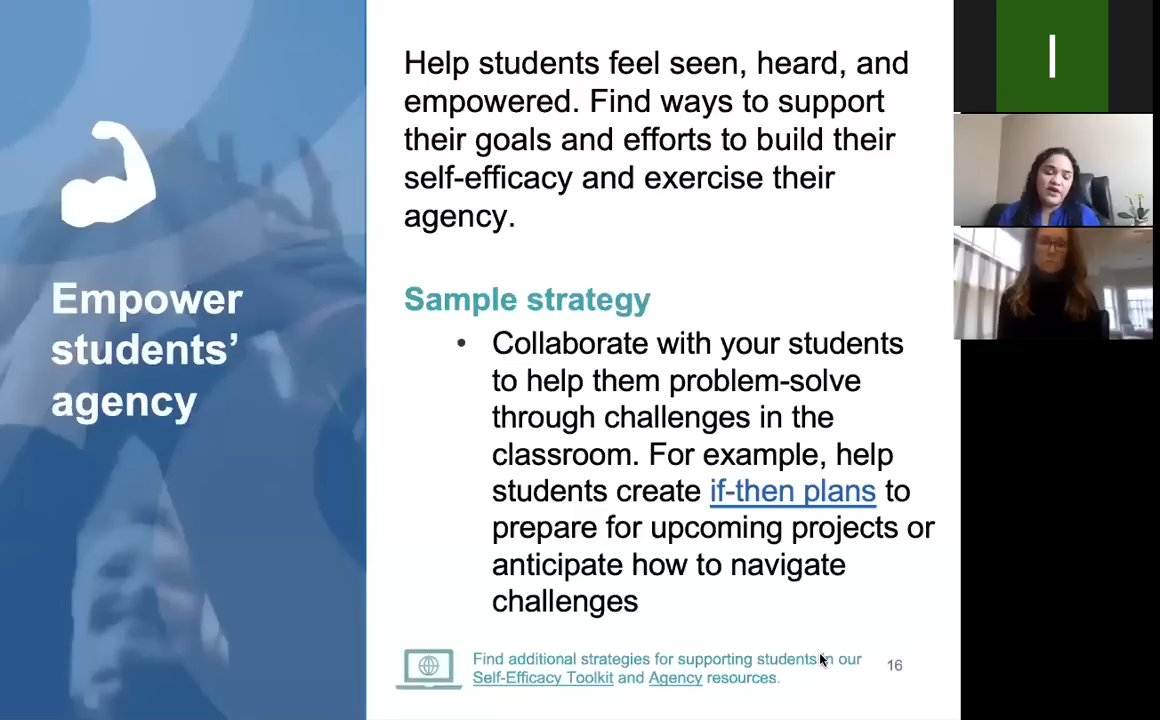 Empower
students’
agency
Help students feel seen, heard, and
empowered. Find ways to support
their goals and efforts to build their
self-efficacy and exercise their
agency.
Sample strategy
• Collaborate with your students
to help them problem-solve
through challenges in the
classroom. For example, help
students create if-then plans to
prepare for upcoming projects or
anticipate how to navigate
challenges
Find additional strategies for supporting students in our
Self-Efficacy Toolkit and Agency resources.
16
I